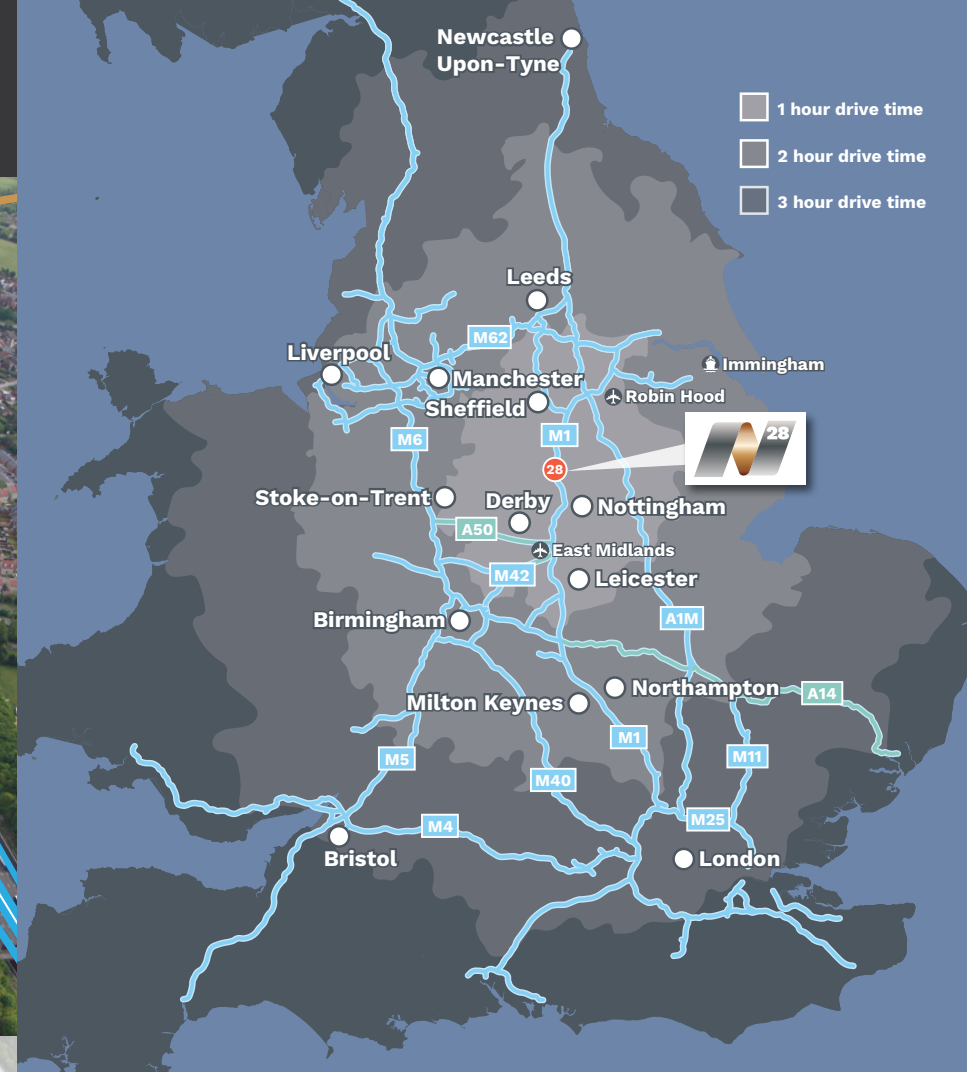 Newcastle
Upon-Tyne
1 hour drive time
2 hour drive time
3 hour drive time
Leeds
M62
Liverpool
Immingham
Manchester
Robin Hood
Sheffield
M6
M1
28
28
Stoke-on-Trent
Derby
Nottingham
A50
East Midlands
M42
Leicester
Birmingham
A1M
Northampton
A14
Milton Keynes
M1
M5
M11
M40
M4
M25
Bristol
London